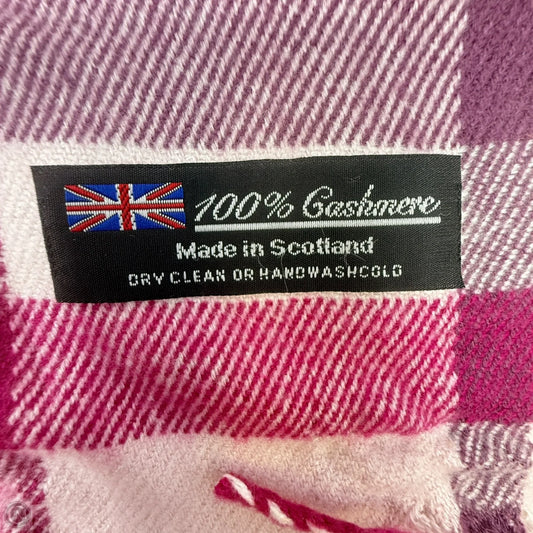 100% Cashmere
Made in Scotland
DRY CLEAN OR HANDWASHCOLD